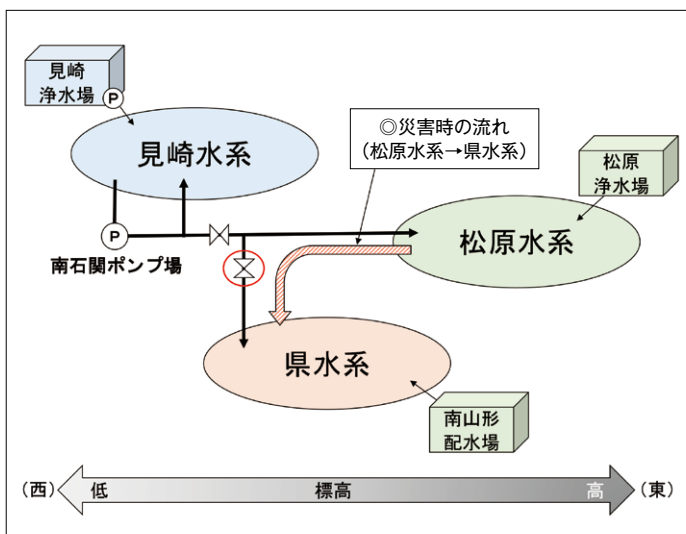 見崎
浄水場
P
見崎水系
◎災害時の流れ
(松原水系→県水系)
松原
浄水場
P
南石関ポンプ場
松原水系
県水系
南山形
配水場
(西) 低 標高 高 (東)